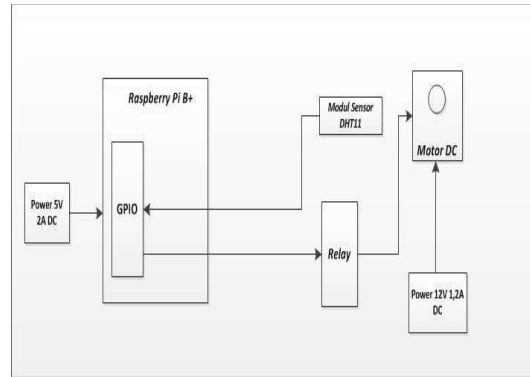 Raspberry Pi B+
Modul Sensor
DHT11
Motor DC
GPIO
Power 5V
2A DC
Relay
Power 12V 1,2A
DC